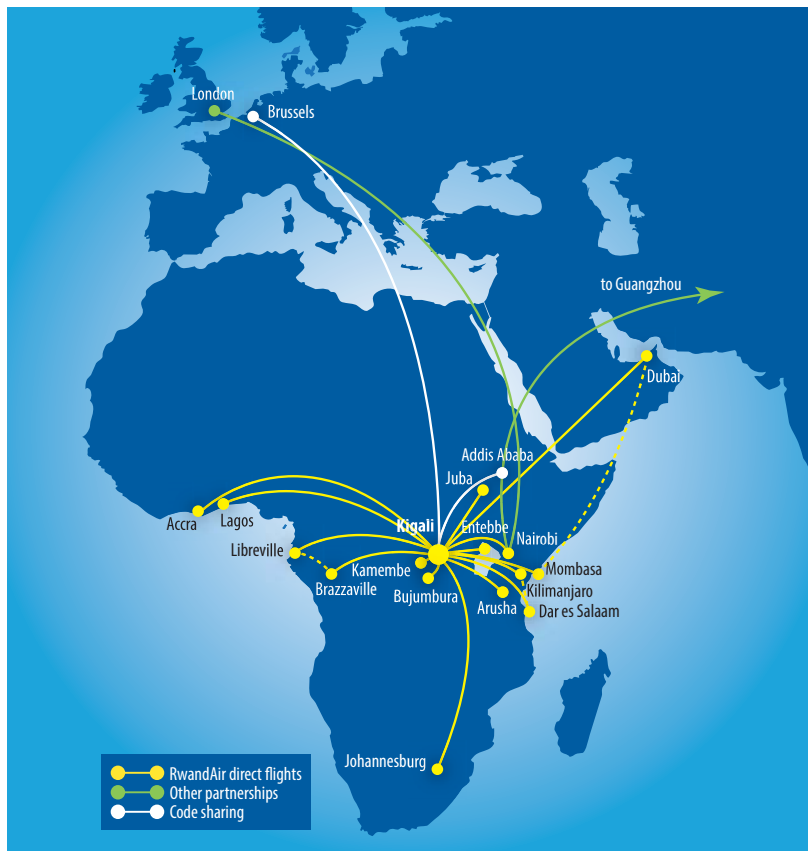 London
Brussels
to Guangzhou
Dubai
Addis Ababa
Juba
Accra
Lagos
Kigali
Entebbe
Nairobi
Libreville
Brazzaville
Kamembe
Bujumbura
Mombasa
Kilimanjaro
Arusha
Dar es Salaam
Johannesburg
RwandAir direct flights
Other partnerships
Code sharing